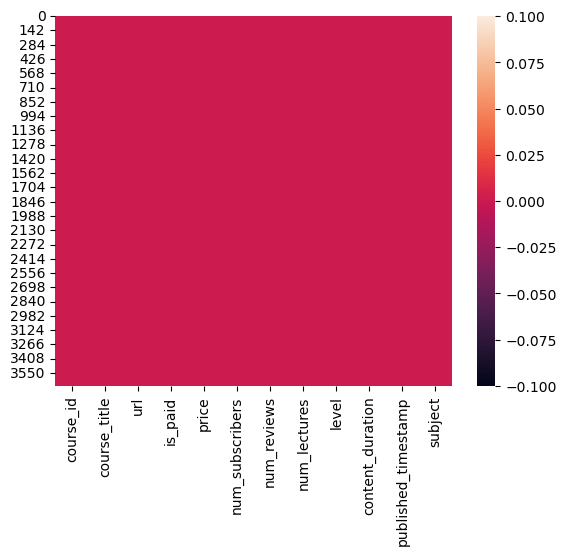 0
142
284
426
568
710
852
994
1136
1278
1420
1562
1704
1846
1988
2130
2272
2414
2556
2698
2840
2982
3124
3266
3408
3550
course_id
course_title
url
is_paid
price
num_subscribers
num_reviews
num_lectures
level
content_duration
published_timestamp
subject
0.100
0.075
0.050
0.025
0.000
−0.025
−0.050
−0.075
−0.100